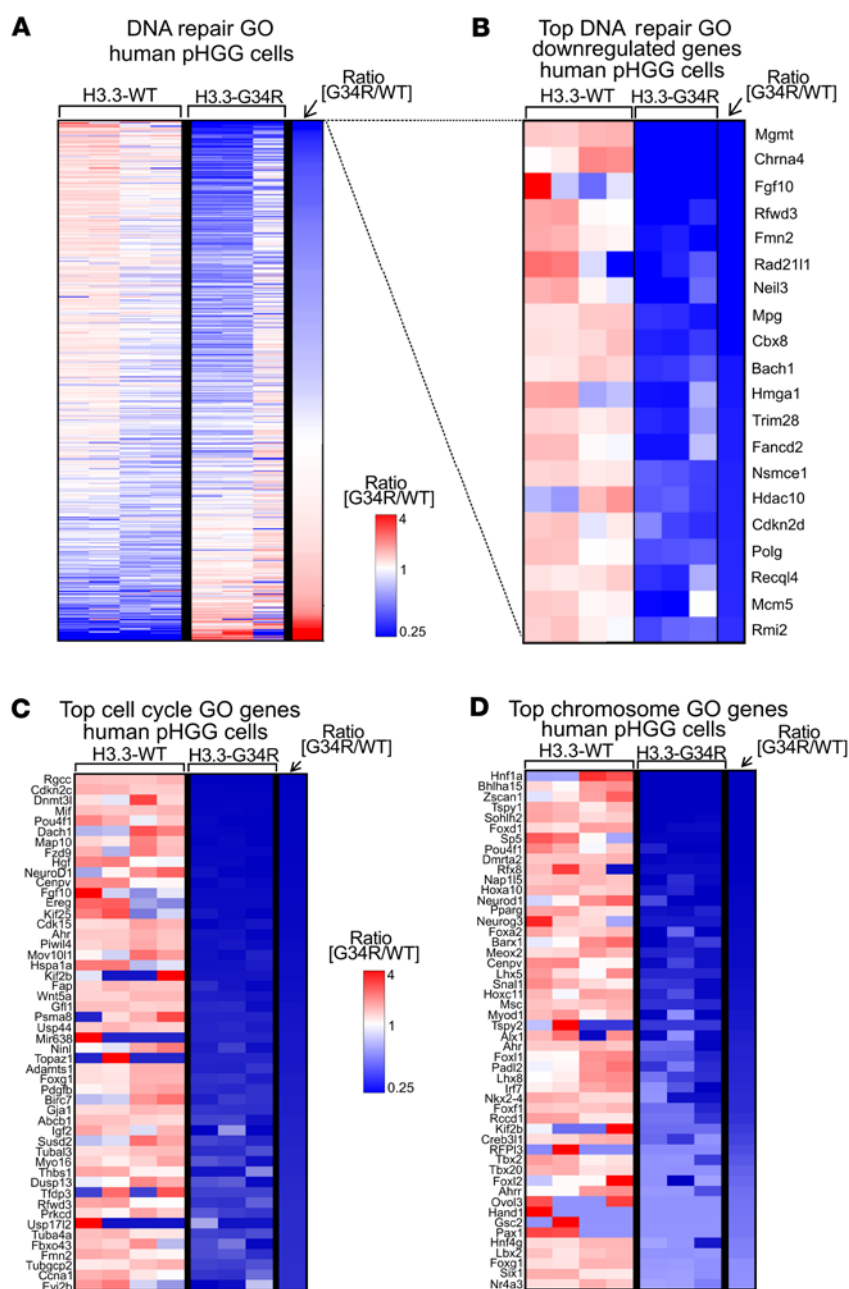 A
DNA repair GO
human pHGG cells
Ratio
[G34R/WT]
H3.3-WT
H3.3-G34R
Ratio
[G34R/WT]
4
1
0.25
B
Top DNA repair GO
downregulated genes
human pHGG cells
Ratio
[G34R/WT]
H3.3-WT
H3.3-G34R
Mgmt
Chrna4
Fgf10
Rfwd3
Fmn2
Rad21l1
Neil3
Mpg
Cbx8
Bach1
Hmga1
Trim28
Fancd2
Nsmce1
Hdac10
Cdkn2d
Polg
Recql4
Mcm5
Rmi2
C
Top cell cycle GO genes
human pHGG cells
Ratio
[G34R/WT]
H3.3-WT
H3.3-G34R
Rgcc
Cdkn2c
Dnmt3l
Mif
Pou4f1
Dach1
Map10
Fzd9
Hgf
NeuroD1
Cenpv
Fgf10
Ereg
Kif25
Cdk15
Ahr
Piwil4
Mov10l1
Hspa1a
Kif2b
Fap
Wnt5a
Gfi1
Psma8
Usp44
Mir638
Ninl
Topaz1
Adamts1
Foxg1
Pdgfb
Birc7
Gja1
Abcb1
Igf2
Susd2
Tubal3
Myo16
Thbs1
Dusp13
Tfdp3
Rfwd3
Prkcd
Usp17l2
Tuba4a
Fbxo43
Fmn2
Tubgcp2
Ccna1
Evi2b
Ratio
[G34R/WT]
4
1
0.25
D
Top chromosome GO genes
human pHGG cells
Ratio
[G34R/WT]
H3.3-WT
H3.3-G34R
Hnf1a
Bhlha15
Zscan1
Tspy1
Sohlh2
Foxd1
Sp5
Pou4f1
Dmrta2
Rfx8
Nap1l5
Hoxa10
Neurod1
Pparg
Neurog3
Foxa2
Barx1
Meox2
Cenpv
Lhx5
Snal1
Hoxc11
Msc
Myod1
Tspy2
Alx1
Ahr
Foxl1
Padl2
Lhx8
Irf7
Nkx2-4
Foxf1
Rccd1
Kif2b
Creb3l1
RFPl3
Tbx2
Tbx20
Foxl2
Ahrr
Ovol3
Hand1
Gsc2
Pax1
Hnf4g
Lbx2
Foxg1
Six1
Nr4a3